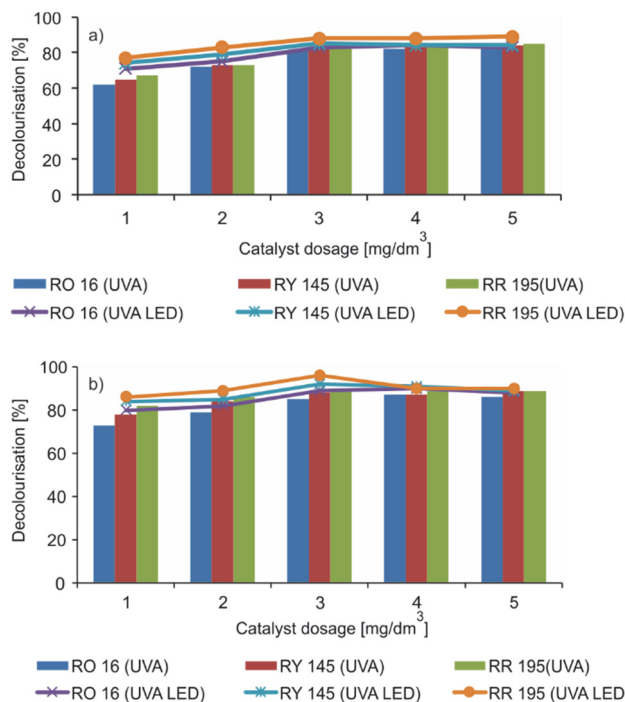 a)
Decolourisation [%]
100
80
60
40
20
0
1 2 3 4 5
Catalyst dosage [mg/dm³]
RO 16 (UVA) RY 145 (UVA) RR 195(UVA)
RO 16 (UVA LED) RY 145 (UVA LED) RR 195 (UVA LED)
b)
Decolourisation [%]
100
80
60
40
20
0
1 2 3 4 5
Catalyst dosage [mg/dm³]
RO 16 (UVA) RY 145 (UVA) RR 195(UVA)
RO 16 (UVA LED) RY 145 (UVA LED) RR 195 (UVA LED